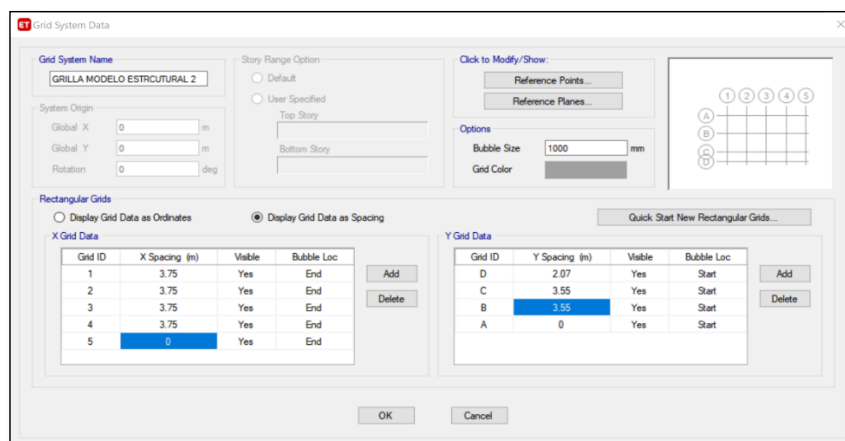 ET Grid System Data
Grid System Name
GRILLA MODELO ESTRCUTURAL 2
System Origin
Global X 0 m
Global Y 0 m
Rotation 0 deg
Story Range Option
Default
User Specified
Top Story
Bottom Story
Click to Modify/Show:
Reference Points...
Reference Planes...
Options
Bubble Size 1000 mm
Grid Color
1 2 3 4 5
A
B
C
D
Rectangular Grids
Display Grid Data as Ordinates Display Grid Data as Spacing Quick Start New Rectangular Grids...
X Grid Data
Grid ID X Spacing (m) Visible Bubble Loc
1 3.75 Yes End
2 3.75 Yes End
3 3.75 Yes End
4 3.75 Yes End
5 0 Yes End
Add
Delete
Y Grid Data
Grid ID Y Spacing (m) Visible Bubble Loc
D 2.07 Yes Start
C 3.55 Yes Start
B 3.55 Yes Start
A 0 Yes Start
Add
Delete
OK Cancel